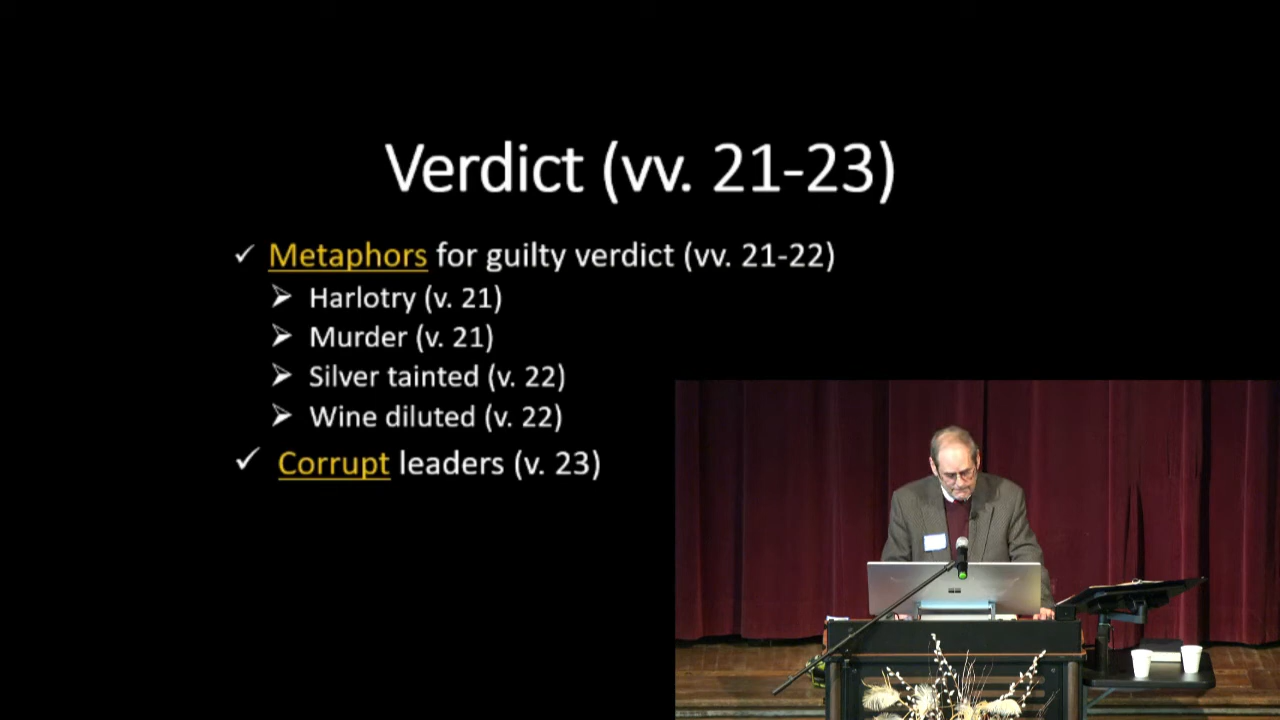 Verdict (vv. 21-23)
✓ Metaphors for guilty verdict (vv. 21-22)
➢ Harlotry (v. 21)
➢ Murder (v. 21)
➢ Silver tainted (v. 22)
➢ Wine diluted (v. 22)
✓ Corrupt leaders (v. 23)